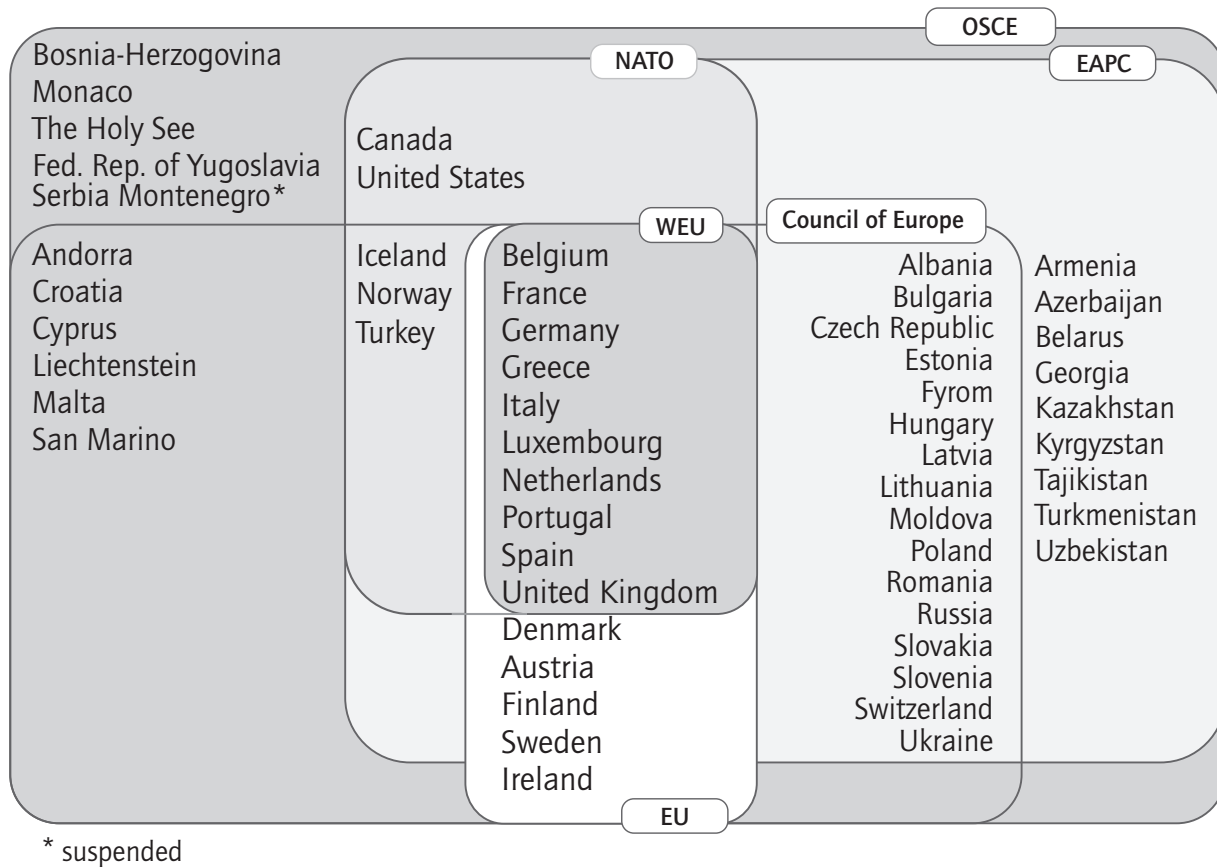 OSCE
NATO
EAPC
Bosnia-Herzogovina
Monaco
The Holy See
Fed. Rep. of Yugoslavia
Serbia Montenegro*
Canada
United States
WEU
Council of Europe
Andorra
Croatia
Cyprus
Liechtenstein
Malta
San Marino
Iceland
Norway
Turkey
Belgium
France
Germany
Greece
Italy
Luxembourg
Netherlands
Portugal
Spain
United Kingdom
Denmark
Austria
Finland
Sweden
Ireland
Albania
Bulgaria
Czech Republic
Estonia
Fyrom
Hungary
Latvia
Lithuania
Moldova
Poland
Romania
Russia
Slovakia
Slovenia
Switzerland
Ukraine
Armenia
Azerbaijan
Belarus
Georgia
Kazakhstan
Kyrgyzstan
Tajikistan
Turkmenistan
Uzbekistan
EU
* suspended